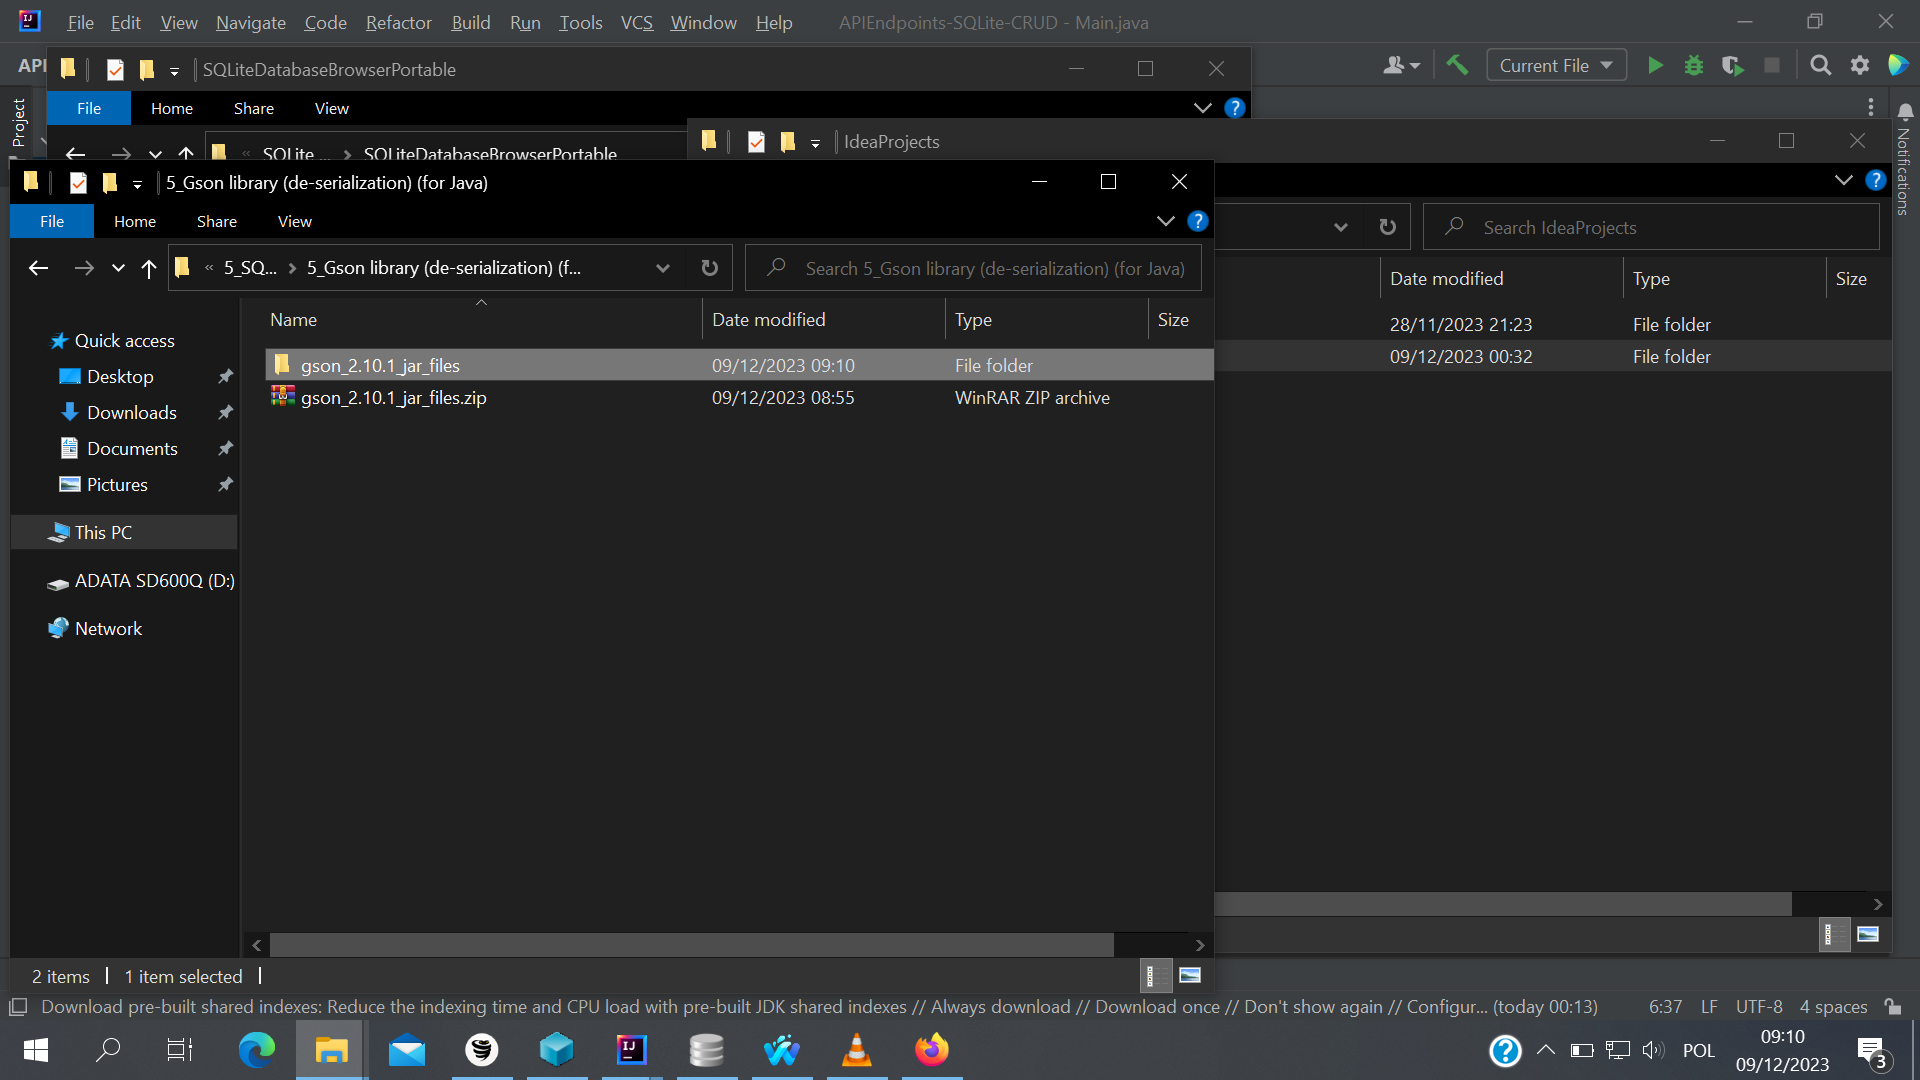 File Edit View Navigate Code Refactor Build Run Tools VCS Window Help APIEndpoints-SQLite-CRUD - Main.java
API
SQLiteDatabaseBrowserPortable
Current File
File Home Share View
Project
SQLite ... SQLiteDatabaseBrowserPortable
IdeaProjects
Notifications
5_Gson library (de-serialization) (for Java)
File Home Share View
« 5_SQ... 5_Gson library (de-serialization) (f...
Search 5_Gson library (de-serialization) (for Java)
Search IdeaProjects
Date modified Type Size
28/11/2023 21:23 File folder
09/12/2023 00:32 File folder
Name Date modified Type Size
gson_2.10.1_jar_files 09/12/2023 09:10 File folder
gson_2.10.1_jar_files.zip 09/12/2023 08:55 WinRAR ZIP archive
Quick access
Desktop
Downloads
Documents
Pictures
This PC
ADATA SD600Q (D:)
Network
2 items 1 item selected
Download pre-built shared indexes: Reduce the indexing time and CPU load with pre-built JDK shared indexes // Always download // Download once // Don't show again // Configur... (today 00:13) 6:37 LF UTF-8 4 spaces
POL
09:10
09/12/2023
3